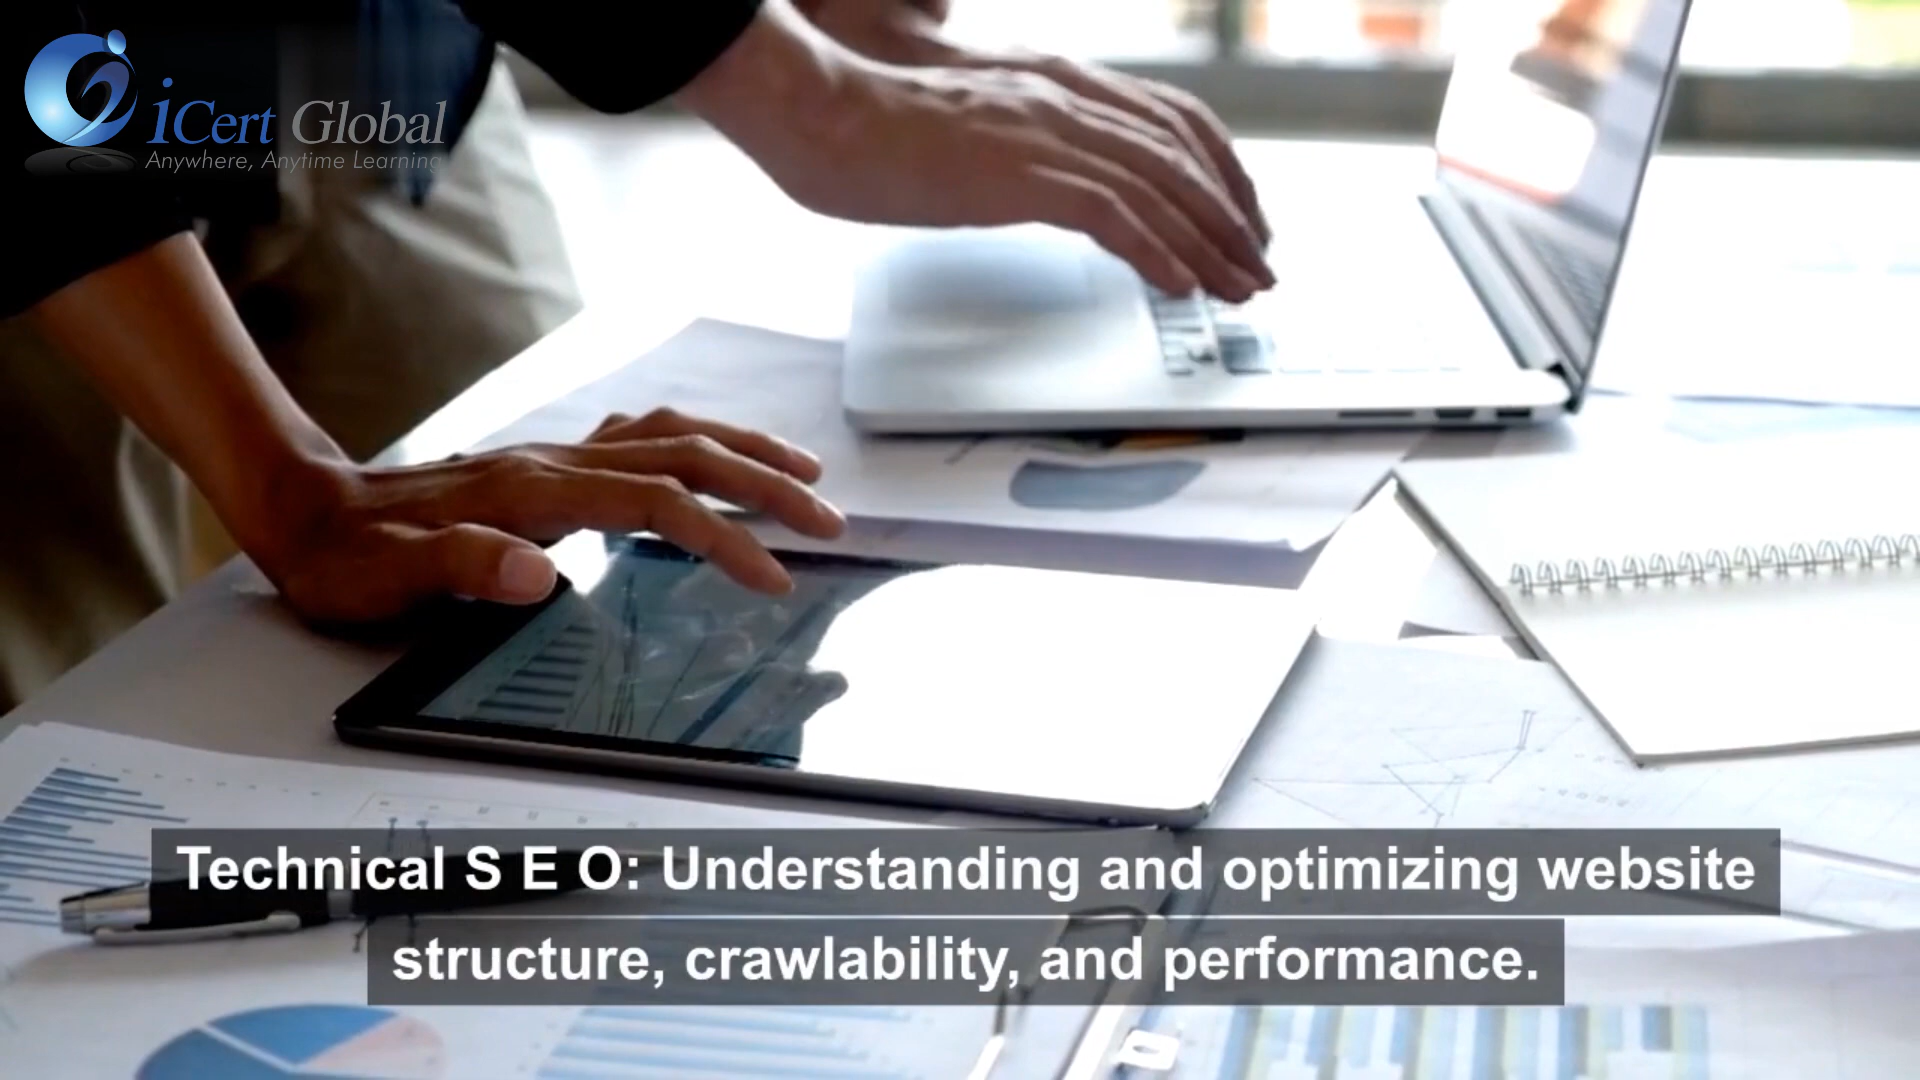 iCert Global
Anywhere, Anytime Learning
Technical S E O: Understanding and optimizing website
structure, crawlability, and performance.